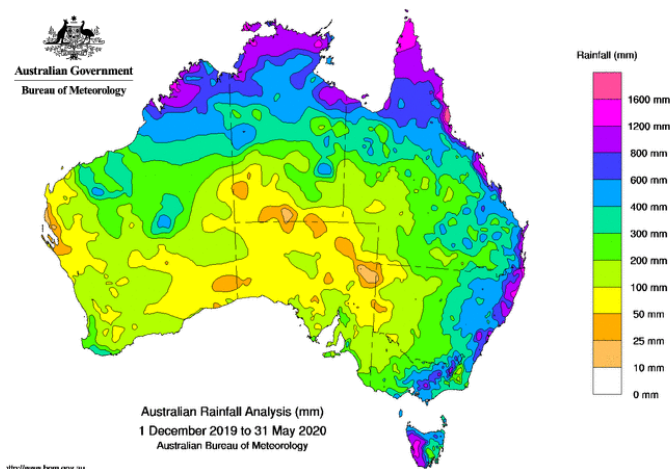 Australian Government
Bureau of Meteorology
Rainfall (mm)
1600 mm
1200 mm
800 mm
600 mm
400 mm
300 mm
200 mm
100 mm
50 mm
25 mm
10 mm
0 mm
Australian Rainfall Analysis (mm)
1 December 2019 to 31 May 2020
Australian Bureau of Meteorology